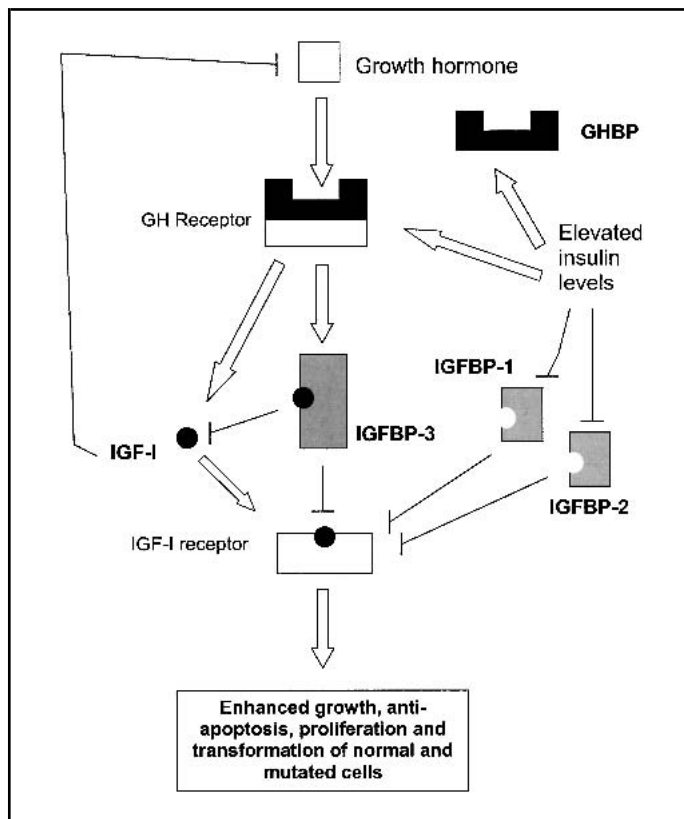 Growth hormone
GHBP
GH Receptor
Elevated
insulin
levels
IGFBP-1
IGFBP-3
IGF-I
IGFBP-2
IGF-I receptor
Enhanced growth, anti-
apoptosis, proliferation and
transformation of normal and
mutated cells